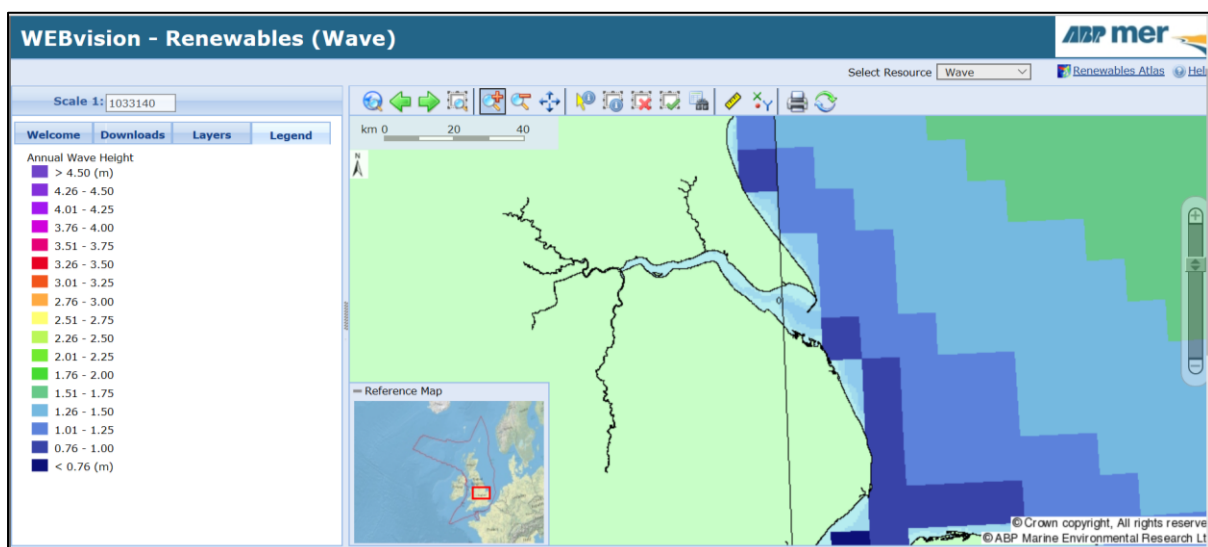 WEBvision - Renewables (Wave)
ABP mer
Select Resource Wave
Renewables Atlas
Help
Scale 1: 1033140
Welcome Downloads Layers Legend
Annual Wave Height
> 4.50 (m)
4.26 - 4.50
4.01 - 4.25
3.76 - 4.00
3.51 - 3.75
3.26 - 3.50
3.01 - 3.25
2.76 - 3.00
2.51 - 2.75
2.26 - 2.50
2.01 - 2.25
1.76 - 2.00
1.51 - 1.75
1.26 - 1.50
1.01 - 1.25
0.76 - 1.00
< 0.76 (m)
km 0 20 40
N
0
Reference Map
© Crown copyright, All rights reserve
© ABP Marine Environmental Research Lt